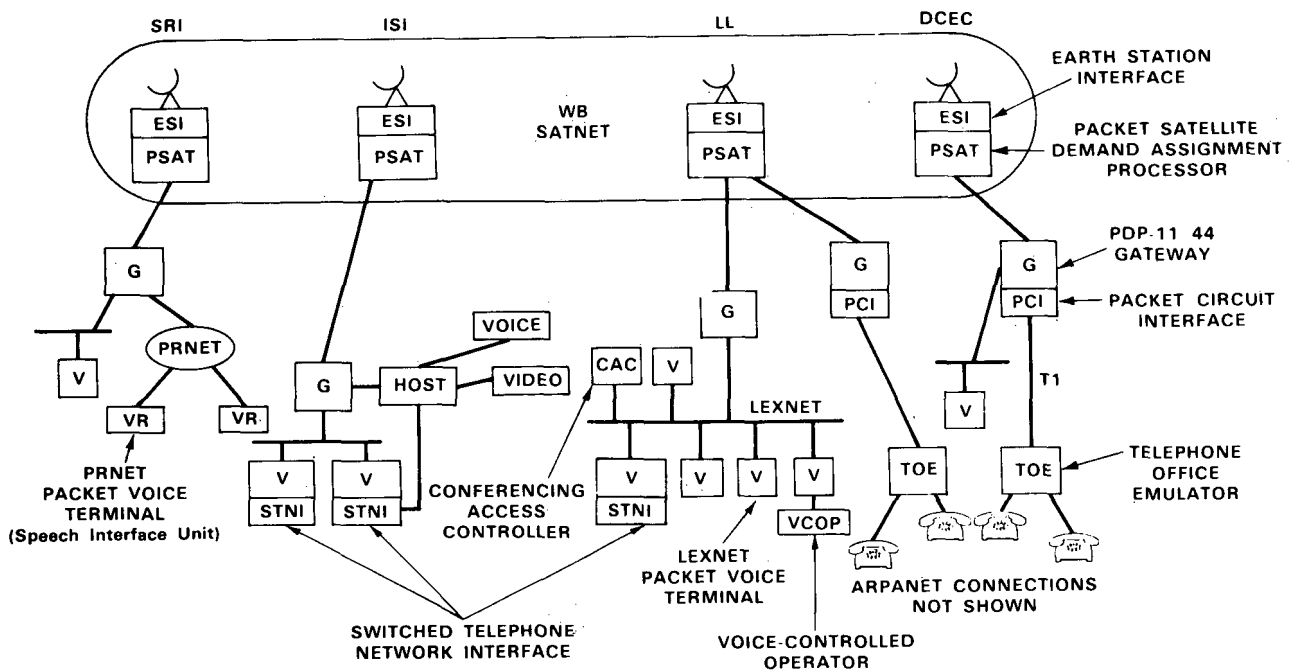 SRI
ISI
LL
DCEC
ESI
PSAT
ESI
PSAT
WB
SATNET
ESI
PSAT
ESI
PSAT
EARTH STATION
INTERFACE
PACKET SATELLITE
DEMAND ASSIGNMENT
PROCESSOR
G
V
PRNET
VR
VR
PRNET
PACKET VOICE
TERMINAL
(Speech Interface Unit)
G
HOST
VOICE
VIDEO
V
STNI
V
STNI
G
CAC
V
LEXNET
V
STNI
V
V
V
VCOP
CONFERENCING
ACCESS
CONTROLLER
LEXNET
PACKET VOICE
TERMINAL
SWITCHED TELEPHONE
NETWORK INTERFACE
VOICE-CONTROLLED
OPERATOR
G
PCI
TOE
G
PCI
V
T1
TOE
PDP-11 44
GATEWAY
PACKET CIRCUIT
INTERFACE
TELEPHONE
OFFICE
EMULATOR
ARPANET CONNECTIONS
NOT SHOWN